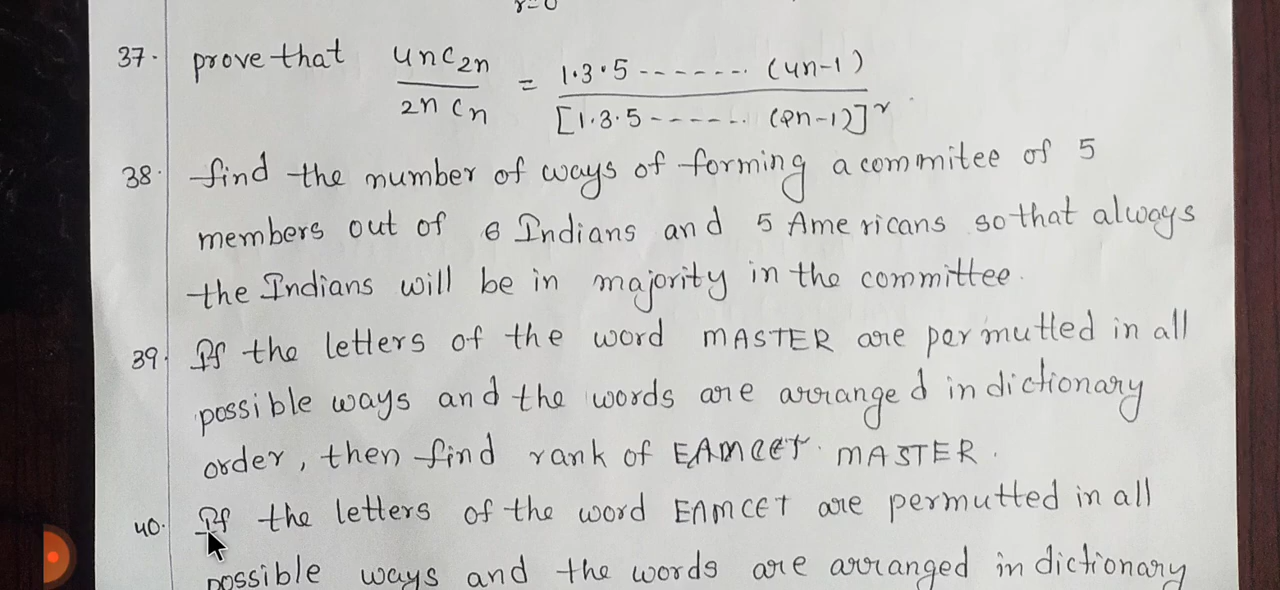 r=0
37. prove that 4nc2n / 2n cn = 1.3.5------- (4n-1) / [1.3.5------- (2n-1)]²
38. find the number of ways of forming a commitee of 5
members out of 6 Indians and 5 Americans so that always
the Indians will be in majority in the committee.
39. If the letters of the word MASTER are permutted in all
possible ways and the words are arranged in dictionary
order, then find rank of EAMCET. MASTER.
40. If the letters of the word EAMCET are permutted in all
possible ways and the words are arranged in dictionary